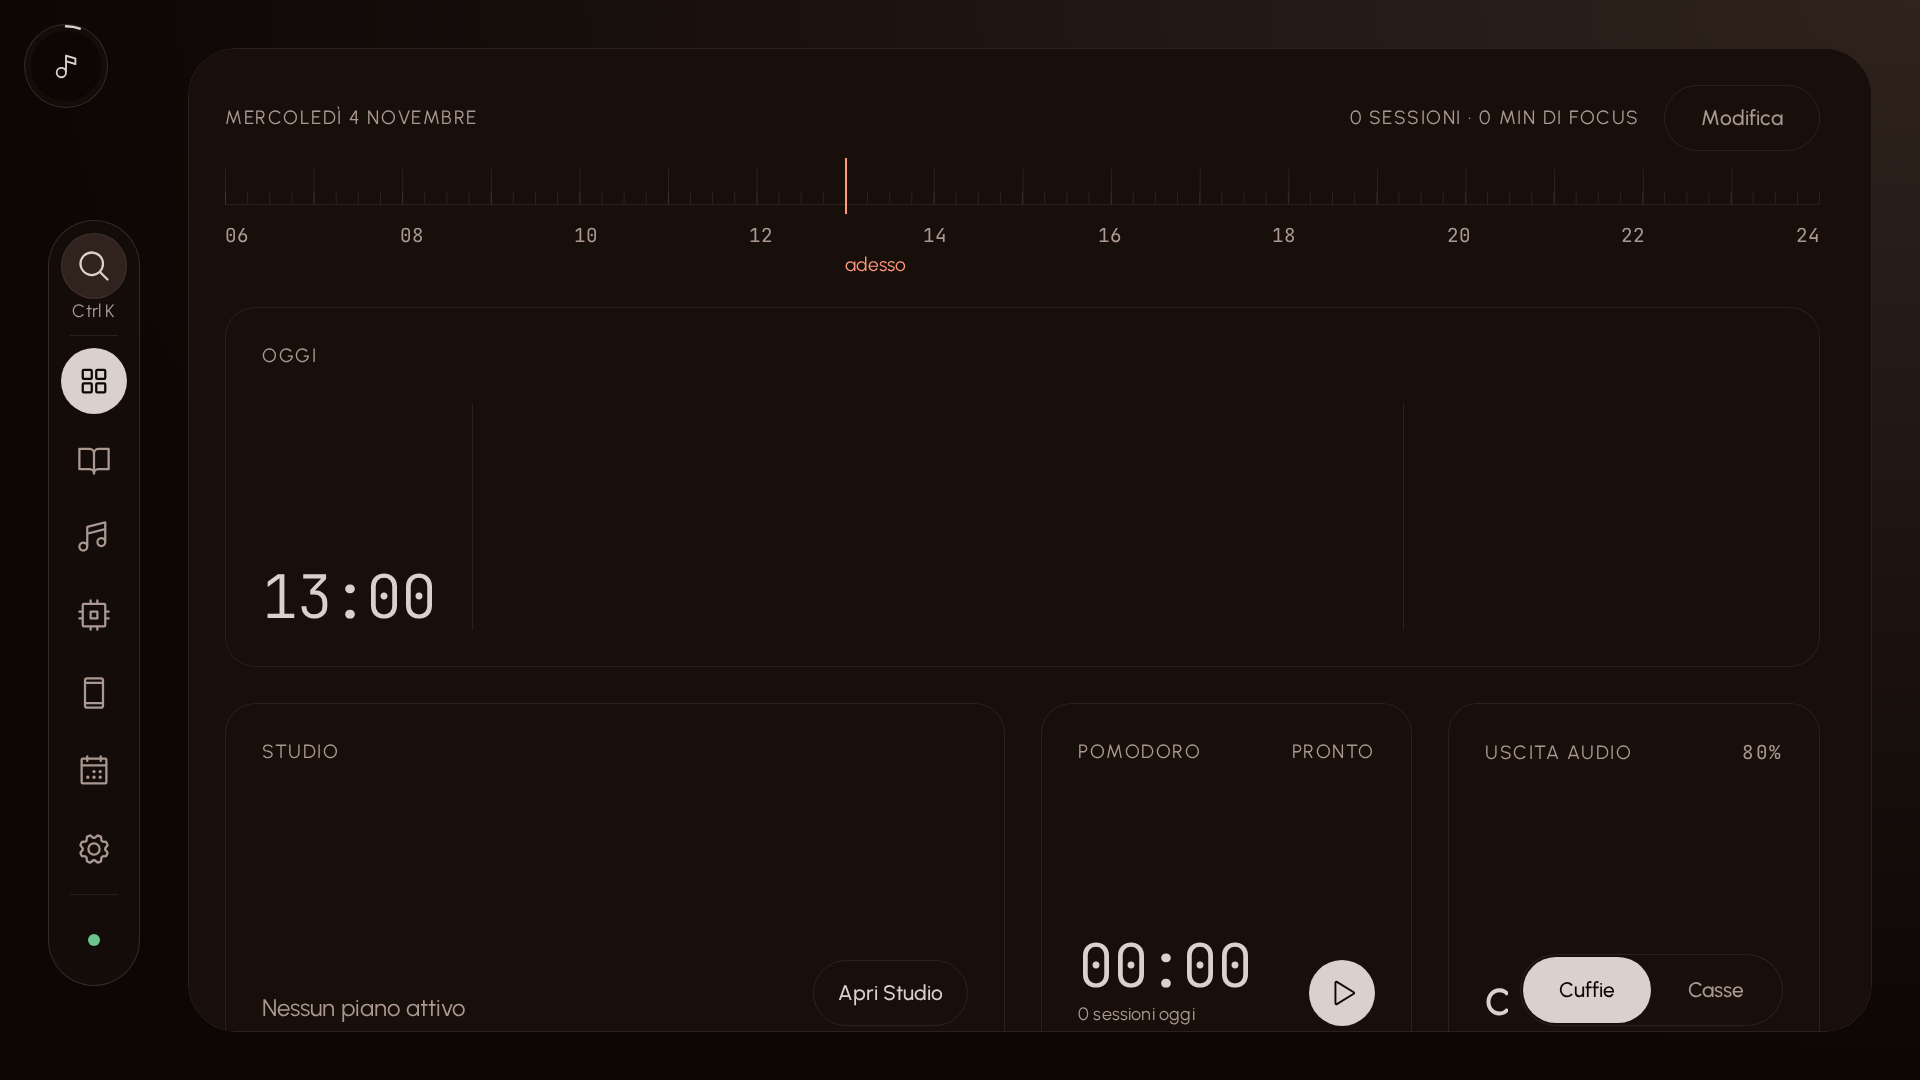 MERCOLEDÌ 4 NOVEMBRE
0 SESSIONI · 0 MIN DI FOCUS
Modifica
06 08 10 12 14 16 18 20 22 24
adesso
Ctrl K
OGGI
13:00
STUDIO
Nessun piano attivo
Apri Studio
POMODORO PRONTO
00:00
0 sessioni oggi
USCITA AUDIO 80%
C
Cuffie
Casse